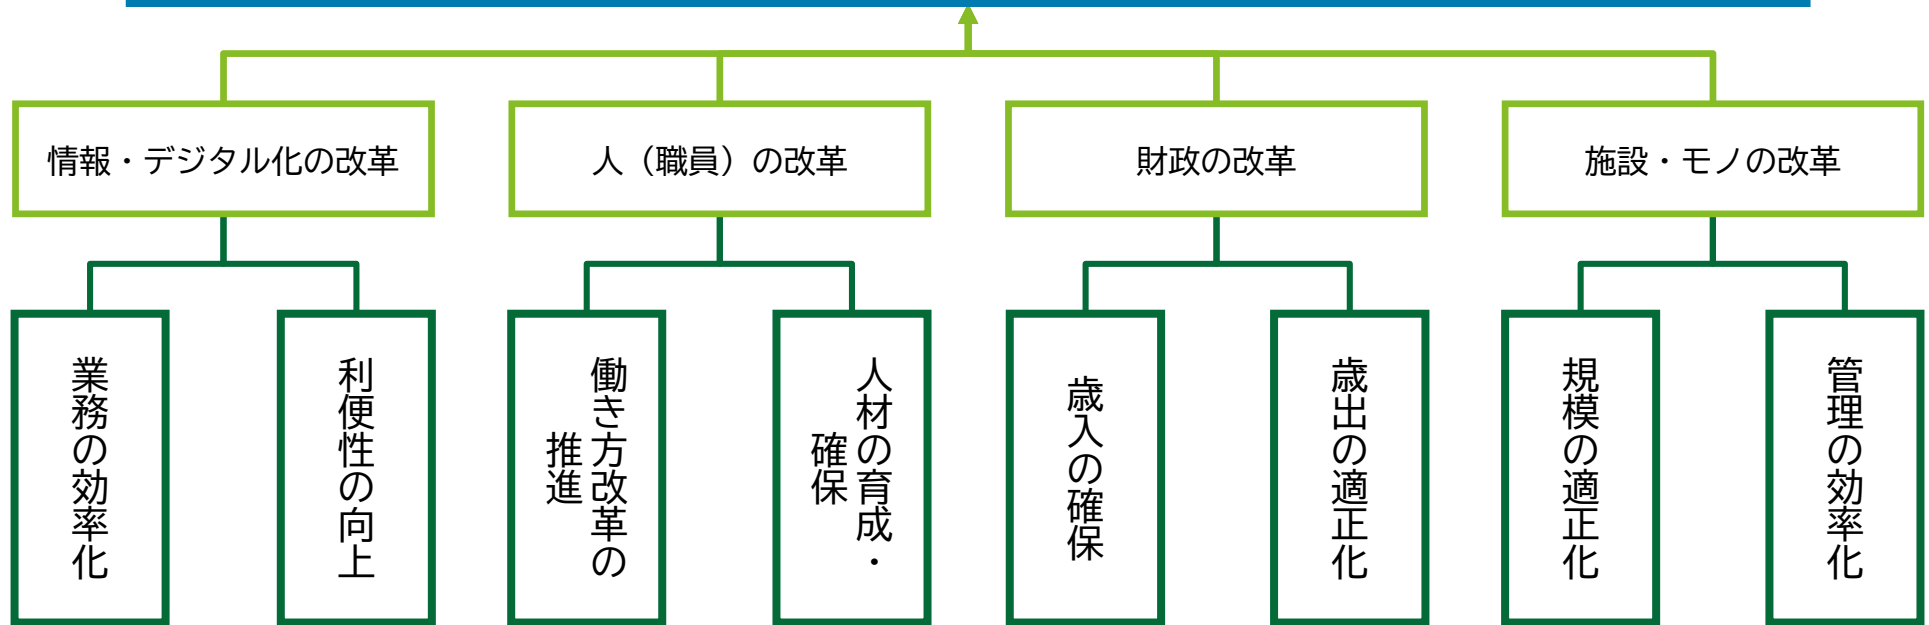 情報・デジタル化の改革
人（職員）の改革
財政の改革
施設・モノの改革
業務の効率化
利便性の向上
働き方改革の
推進
人材の育成・
確保
歳入の確保
歳出の適正化
規模の適正化
管理の効率化